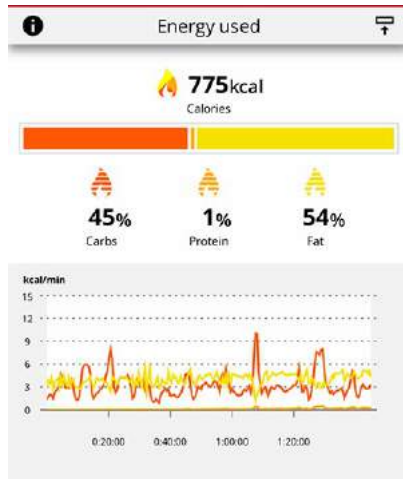 Energy used
775kcal
Calories
45% 1% 54%
Carbs Protein Fat
kcal/min
15
12
9
6
3
0
0:20:00 0:40:00 1:00:00 1:20:00